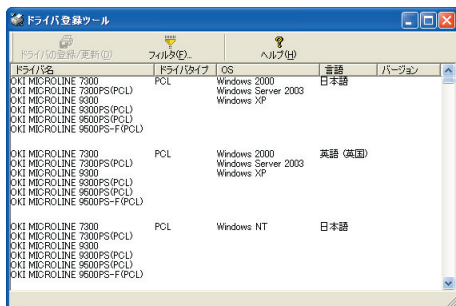 ドライバ登録ツール
ドライバの登録/更新(D) フィルタ(F)... ヘルプ(H)
ドライバ名 ドライバタイプ OS 言語 バージョン
OKI MICROLINE 7300 PCL Windows 2000 日本語
OKI MICROLINE 7300PS(PCL) Windows Server 2003
OKI MICROLINE 9300 Windows XP
OKI MICROLINE 9300PS(PCL)
OKI MICROLINE 9500PS(PCL)
OKI MICROLINE 9500PS-F(PCL)
OKI MICROLINE 7300 PCL Windows 2000 英語 (英国)
OKI MICROLINE 7300PS(PCL) Windows Server 2003
OKI MICROLINE 9300 Windows XP
OKI MICROLINE 9300PS(PCL)
OKI MICROLINE 9500PS(PCL)
OKI MICROLINE 9500PS-F(PCL)
OKI MICROLINE 7300 PCL Windows NT 日本語
OKI MICROLINE 7300PS(PCL)
OKI MICROLINE 9300
OKI MICROLINE 9300PS(PCL)
OKI MICROLINE 9500PS(PCL)
OKI MICROLINE 9500PS-F(PCL)